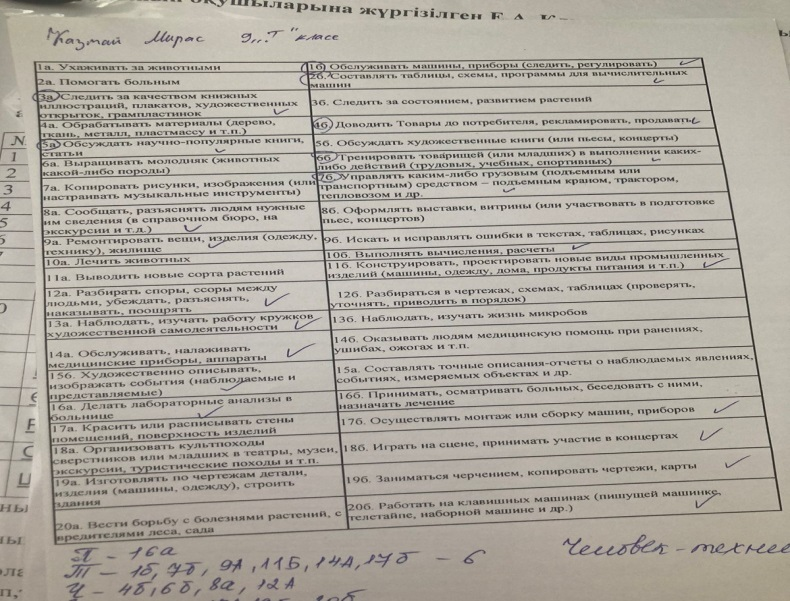 оқушыларына жүргізілген Е.А. К
Қазтай Мирас 9 "Т" класс
1а. Ухаживать за животными
1б) Обслуживать машины, приборы (следить, регулировать)
2а. Помогать больным
2б. Составлять таблицы, схемы, программы для вычислительных машин
3а. Следить за качеством книжных
иллюстраций, плакатов, художественных
открыток, грампластинок
3б. Следить за состоянием, развитием растений
4а. Обрабатывать материалы (дерево,
ткань, металл, пластмассу и т.п.)
4б. Доводить Товары до потребителя, рекламировать, продавать
5а) Обсуждать научно-популярные книги,
статьи
5б. Обсуждать художественные книги (или пьесы, концерты)
6а. Выращивать молодняк (животных
какой-либо породы)
6б. Тренировать товарищей (или младших) в выполнении каких-
либо действий (трудовых, учебных, спортивных)
7а. Копировать рисунки, изображения (или
настраивать музыкальные инструменты)
7б. Управлять каким-либо грузовым (подъемным или
транспортным) средством – подъемным краном, трактором,
тепловозом и др.
8а. Сообщать, разъяснять людям нужные
им сведения (в справочном бюро, на
экскурсии и т.д.)
8б. Оформлять выставки, витрины (или участвовать в подготовке
пьес, концертов)
9а. Ремонтировать вещи, изделия (одежду,
технику), жилище
9б. Искать и исправлять ошибки в текстах, таблицах, рисунках
10а. Лечить животных
10б. Выполнять вычисления, расчеты
11а. Выводить новые сорта растений
11б. Конструировать, проектировать новые виды промышленных
изделий (машины, одежду, дома, продукты питания и т.п.)
12а. Разбирать споры, ссоры между
людьми, убеждать, разъяснять,
наказывать, поощрять
12б. Разбираться в чертежах, схемах, таблицах (проверять,
уточнять, приводить в порядок)
13а. Наблюдать, изучать работу кружков
художественной самодеятельности
13б. Наблюдать, изучать жизнь микробов
14а. Обслуживать, налаживать
медицинские приборы, аппараты
14б. Оказывать людям медицинскую помощь при ранениях,
ушибах, ожогах и т.п.
15б. Художественно описывать,
изображать события (наблюдаемые и
представляемые)
15а. Составлять точные описания-отчеты о наблюдаемых явлениях,
событиях, измеряемых объектах и др.
16а. Делать лабораторные анализы в
больнице
16б. Принимать, осматривать больных, беседовать с ними,
назначать лечение
17а. Красить или расписывать стены
помещений, поверхность изделий
17б. Осуществлять монтаж или сборку машин, приборов
18а. Организовать культпоходы
сверстников или младших в театры, музеи,
экскурсии, туристические походы и т.п.
18б. Играть на сцене, принимать участие в концертах
19а. Изготовлять по чертежам детали,
изделия (машины, одежду), строить
здания
19б. Заниматься черчением, копировать чертежи, карты
20а. Вести борьбу с болезнями растений, с
вредителями леса, сада
20б. Работать на клавишных машинах (пишущей машинке,
телетайпе, наборной машине и др.)
П – 16а
Т – 1б, 7б, 9А, 11Б, 14А, 17б – 6
Человек-техне
Ч – 4б, 6б, 8а, 12А
№
1
2
3
4
5